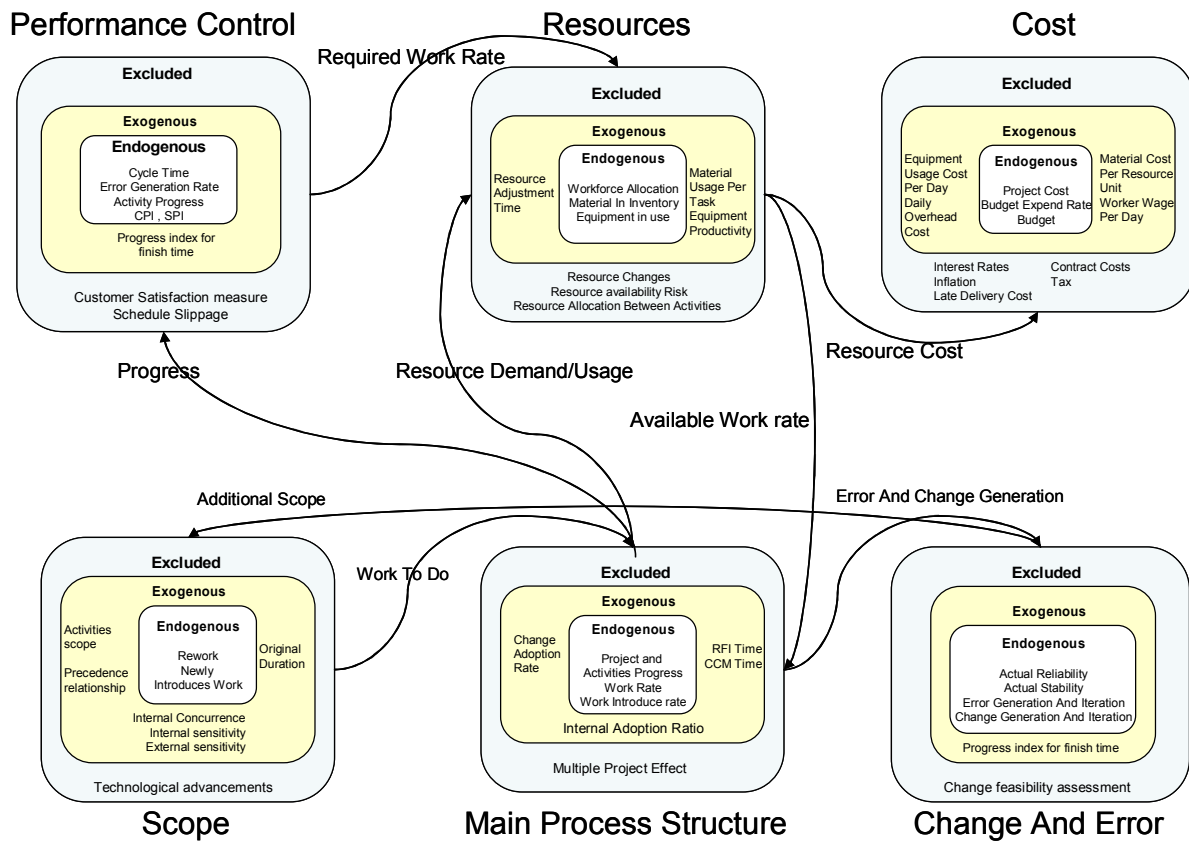 Performance Control
Resources
Cost
Required Work Rate
Excluded
Exogenous
Endogenous
Cycle Time
Error Generation Rate
Activity Progress
CPI , SPI
Progress index for
finish time
Customer Satisfaction measure
Schedule Slippage
Excluded
Exogenous
Endogenous
Resource
Adjustment
Time
Workforce Allocation
Material In Inventory
Equipment in use
Material
Usage Per
Task
Equipment
Productivity
Resource Changes
Resource availability Risk
Resource Allocation Between Activities
Excluded
Exogenous
Endogenous
Equipment
Usage Cost
Per Day
Daily
Overhead
Cost
Project Cost
Budget Expend Rate
Budget
Material Cost
Per Resource
Unit
Worker Wage
Per Day
Interest Rates
Inflation
Late Delivery Cost
Contract Costs
Tax
Progress
Resource Demand/Usage
Resource Cost
Available Work rate
Additional Scope
Error And Change Generation
Work To Do
Excluded
Exogenous
Endogenous
Activities
scope
Precedence
relationship
Rework
Newly
Introduces Work
Original
Duration
Internal Concurrence
Internal sensitivity
External sensitivity
Technological advancements
Excluded
Exogenous
Endogenous
Change
Adoption
Rate
Project and
Activities Progress
Work Rate
Work Introduce rate
RFI Time
CCM Time
Internal Adoption Ratio
Multiple Project Effect
Excluded
Exogenous
Endogenous
Actual Reliability
Actual Stability
Error Generation And Iteration
Change Generation And Iteration
Progress index for finish time
Change feasibility assessment
Scope
Main Process Structure
Change And Error